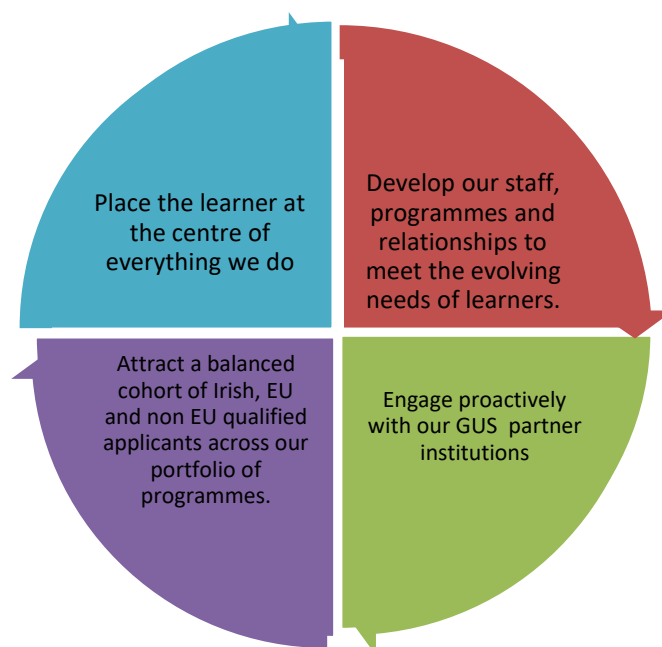 Place the learner at
the centre of
everything we do
Develop our staff,
programmes and
relationships to
meet the evolving
needs of learners.
Attract a balanced
cohort of Irish, EU
and non EU qualified
applicants across our
portfolio of
programmes.
Engage proactively
with our GUS  partner
institutions